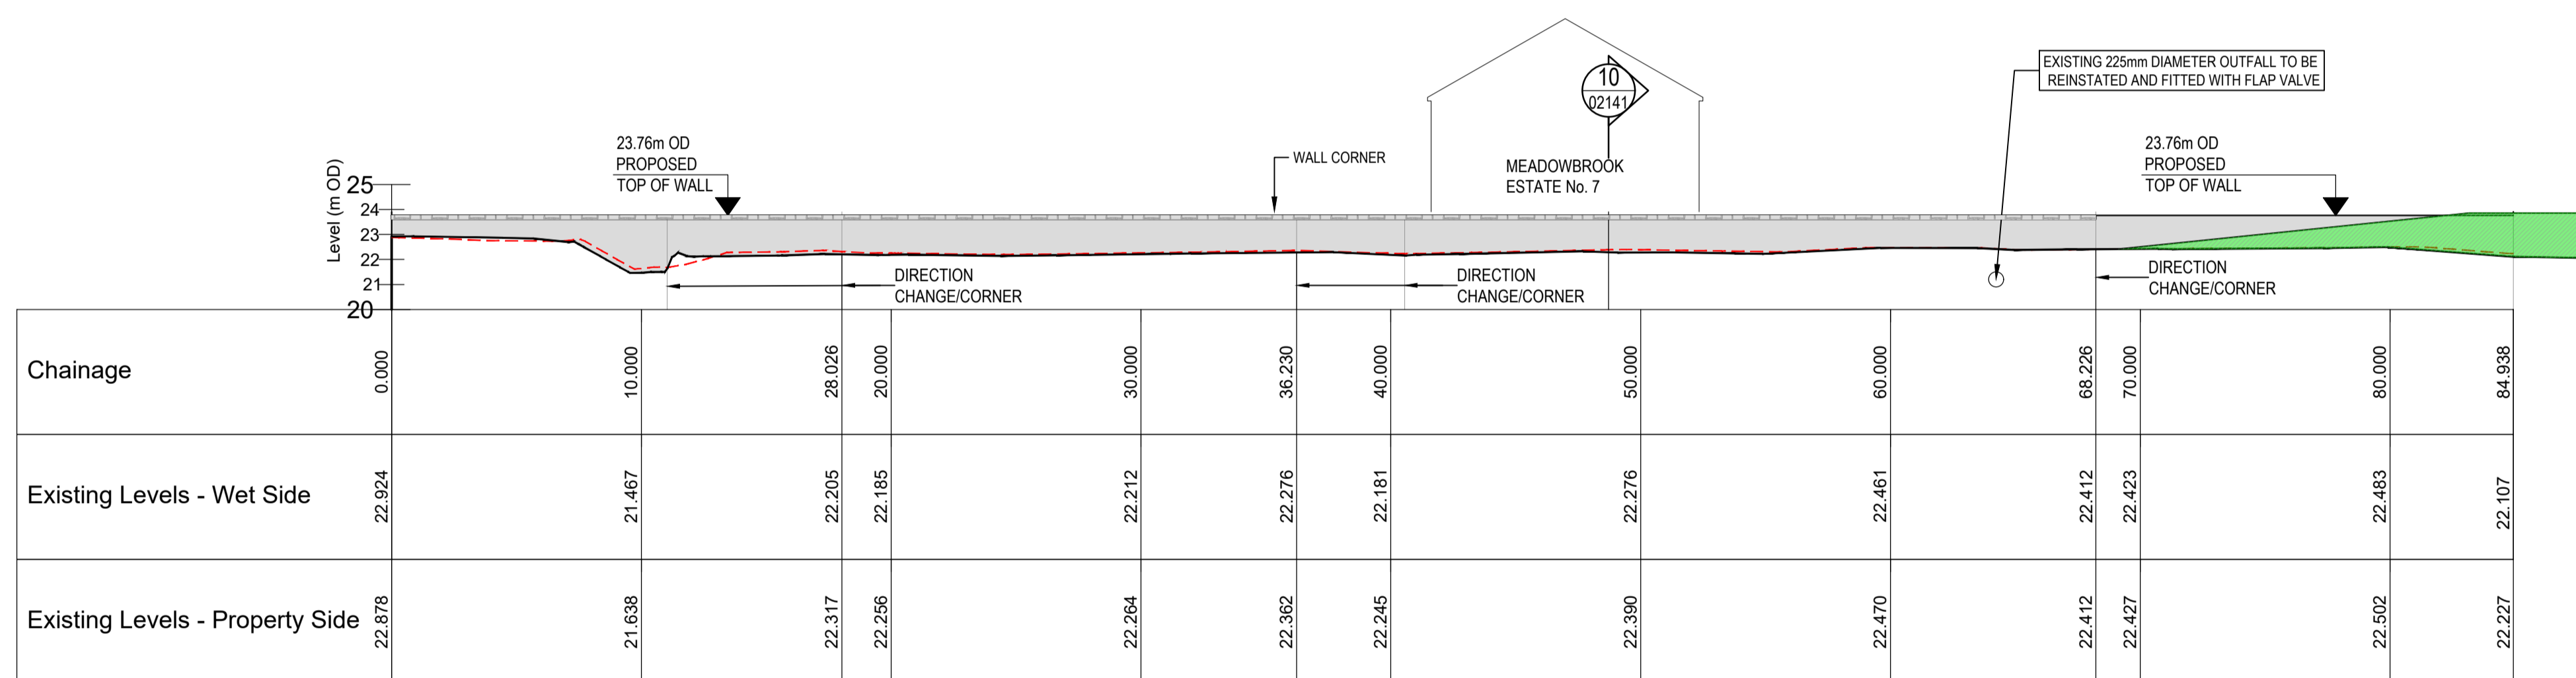 10
02141
EXISTING 225mm DIAMETER OUTFALL TO BE
REINSTATED AND FITTED WITH FLAP VALVE
23.76m OD
PROPOSED
TOP OF WALL
WALL CORNER
MEADOWBROOK
ESTATE No. 7
23.76m OD
PROPOSED
TOP OF WALL
Level (m OD)
25
24
23
22
21
20
DIRECTION
CHANGE/CORNER
DIRECTION
CHANGE/CORNER
DIRECTION
CHANGE/CORNER
Chainage 0.000 10.000 28.026 20.000 30.000 36.230 40.000 50.000 60.000 68.226 70.000 80.000 84.938
Existing Levels - Wet Side 22.924 21.467 22.205 22.185 22.212 22.276 22.181 22.276 22.461 22.412 22.423 22.483 22.107
Existing Levels - Property Side 22.878 21.638 22.317 22.256 22.264 22.362 22.245 22.390 22.470 22.412 22.427 22.502 22.227